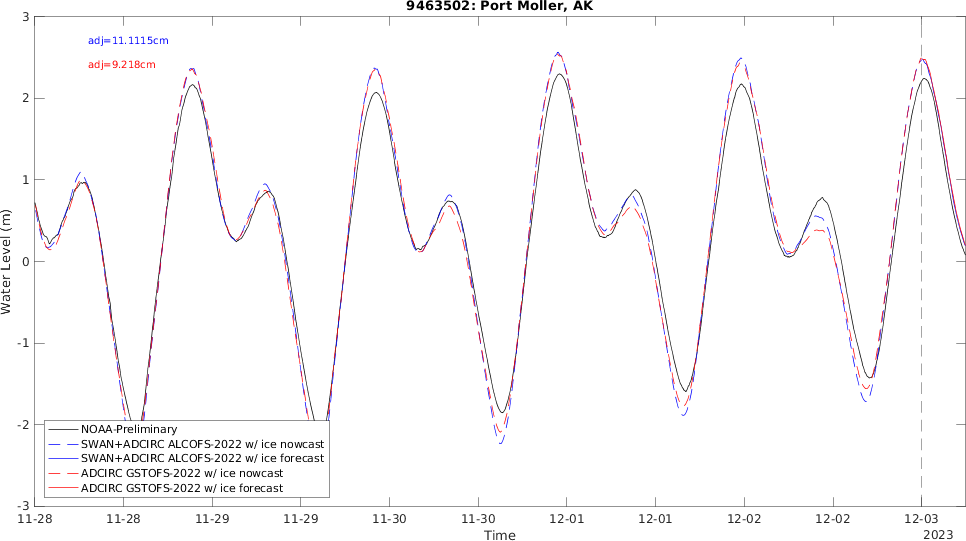 9463502: Port Moller, AK
adj=11.1115cm
adj=9.218cm
3
2
1
0
-1
-2
-3
Water Level (m)
NOAA-Preliminary
SWAN+ADCIRC ALCOFS-2022 w/ ice nowcast
SWAN+ADCIRC ALCOFS-2022 w/ ice forecast
ADCIRC GSTOFS-2022 w/ ice nowcast
ADCIRC GSTOFS-2022 w/ ice forecast
11-28 11-28 11-29 11-29 11-30 11-30 12-01 12-01 12-02 12-02 12-03
Time
2023